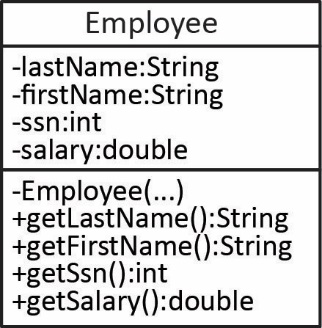 Employee
-lastName:String
-firstName:String
-ssn:int
-salary:double
-Employee(...)
+getLastName():String
+getFirstName():String
+getSsn():int
+getSalary():double